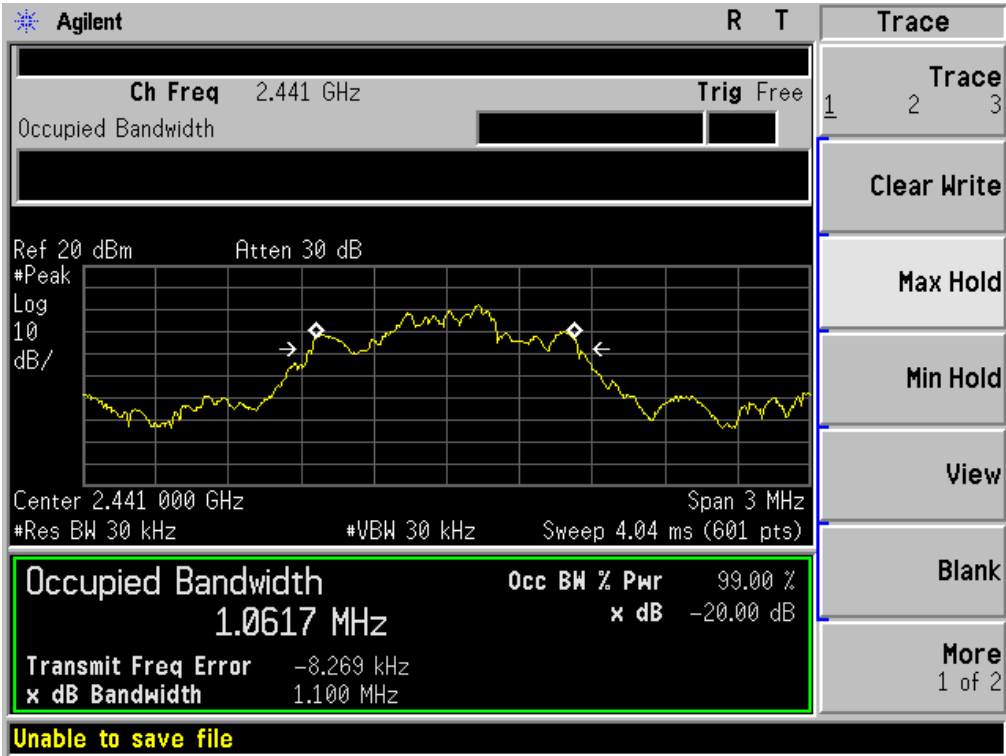 Agilent R T
Ch Freq 2.441 GHz Trig Free
Occupied Bandwidth
Ref 20 dBm Atten 30 dB
#Peak
Log
10
dB/
Center 2.441 000 GHz Span 3 MHz
#Res BW 30 kHz #VBW 30 kHz Sweep 4.04 ms (601 pts)
Occupied Bandwidth Occ BW % Pwr 99.00 %
1.0617 MHz x dB -20.00 dB
Transmit Freq Error -8.269 kHz
x dB Bandwidth 1.100 MHz
Unable to save file
Trace
Trace
1 2 3
Clear Write
Max Hold
Min Hold
View
Blank
More
1 of 2